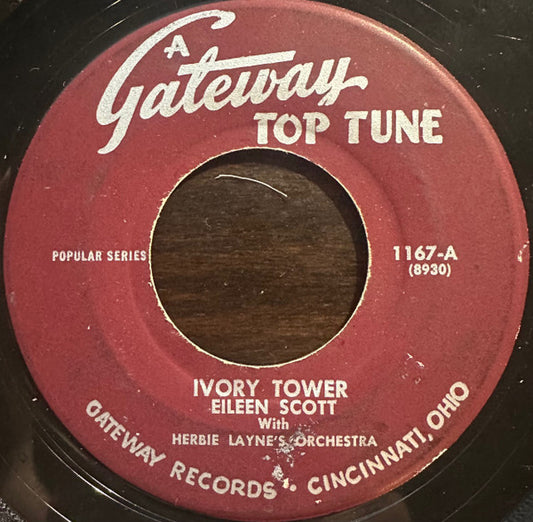 A
Gateway
TOP TUNE
POPULAR SERIES
1167-A
(8930)
IVORY TOWER
EILEEN SCOTT
With
HERBIE LAYNE'S ORCHESTRA
GATEWAY RECORDS, CINCINNATI, OHIO